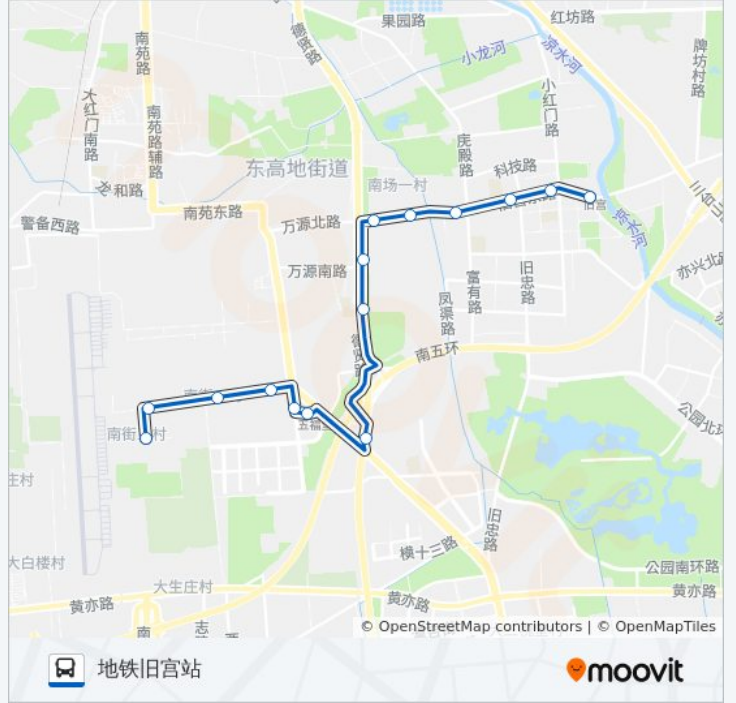 果园路
红坊路
南苑路
德贤路
小龙河
凉水河
牌坊村路
大红门南路
南苑路辅路
小红门路
庑殿路
东高地街道
科技路
南场一村
和路
南苑东路
万源北路
旧宫
警备西路
凉水河
万源南路
亦兴北路
富有路
旧忠路
凤渠路
南五环
公园北环
南街
村
庄村
旧忠路
横十三路
大白楼村
公园南环路
大生庄村
黄亦路
黄亦路
黄亦路
南
志
© OpenStreetMap contributors | © OpenMapTiles
地铁旧宫站
moovit